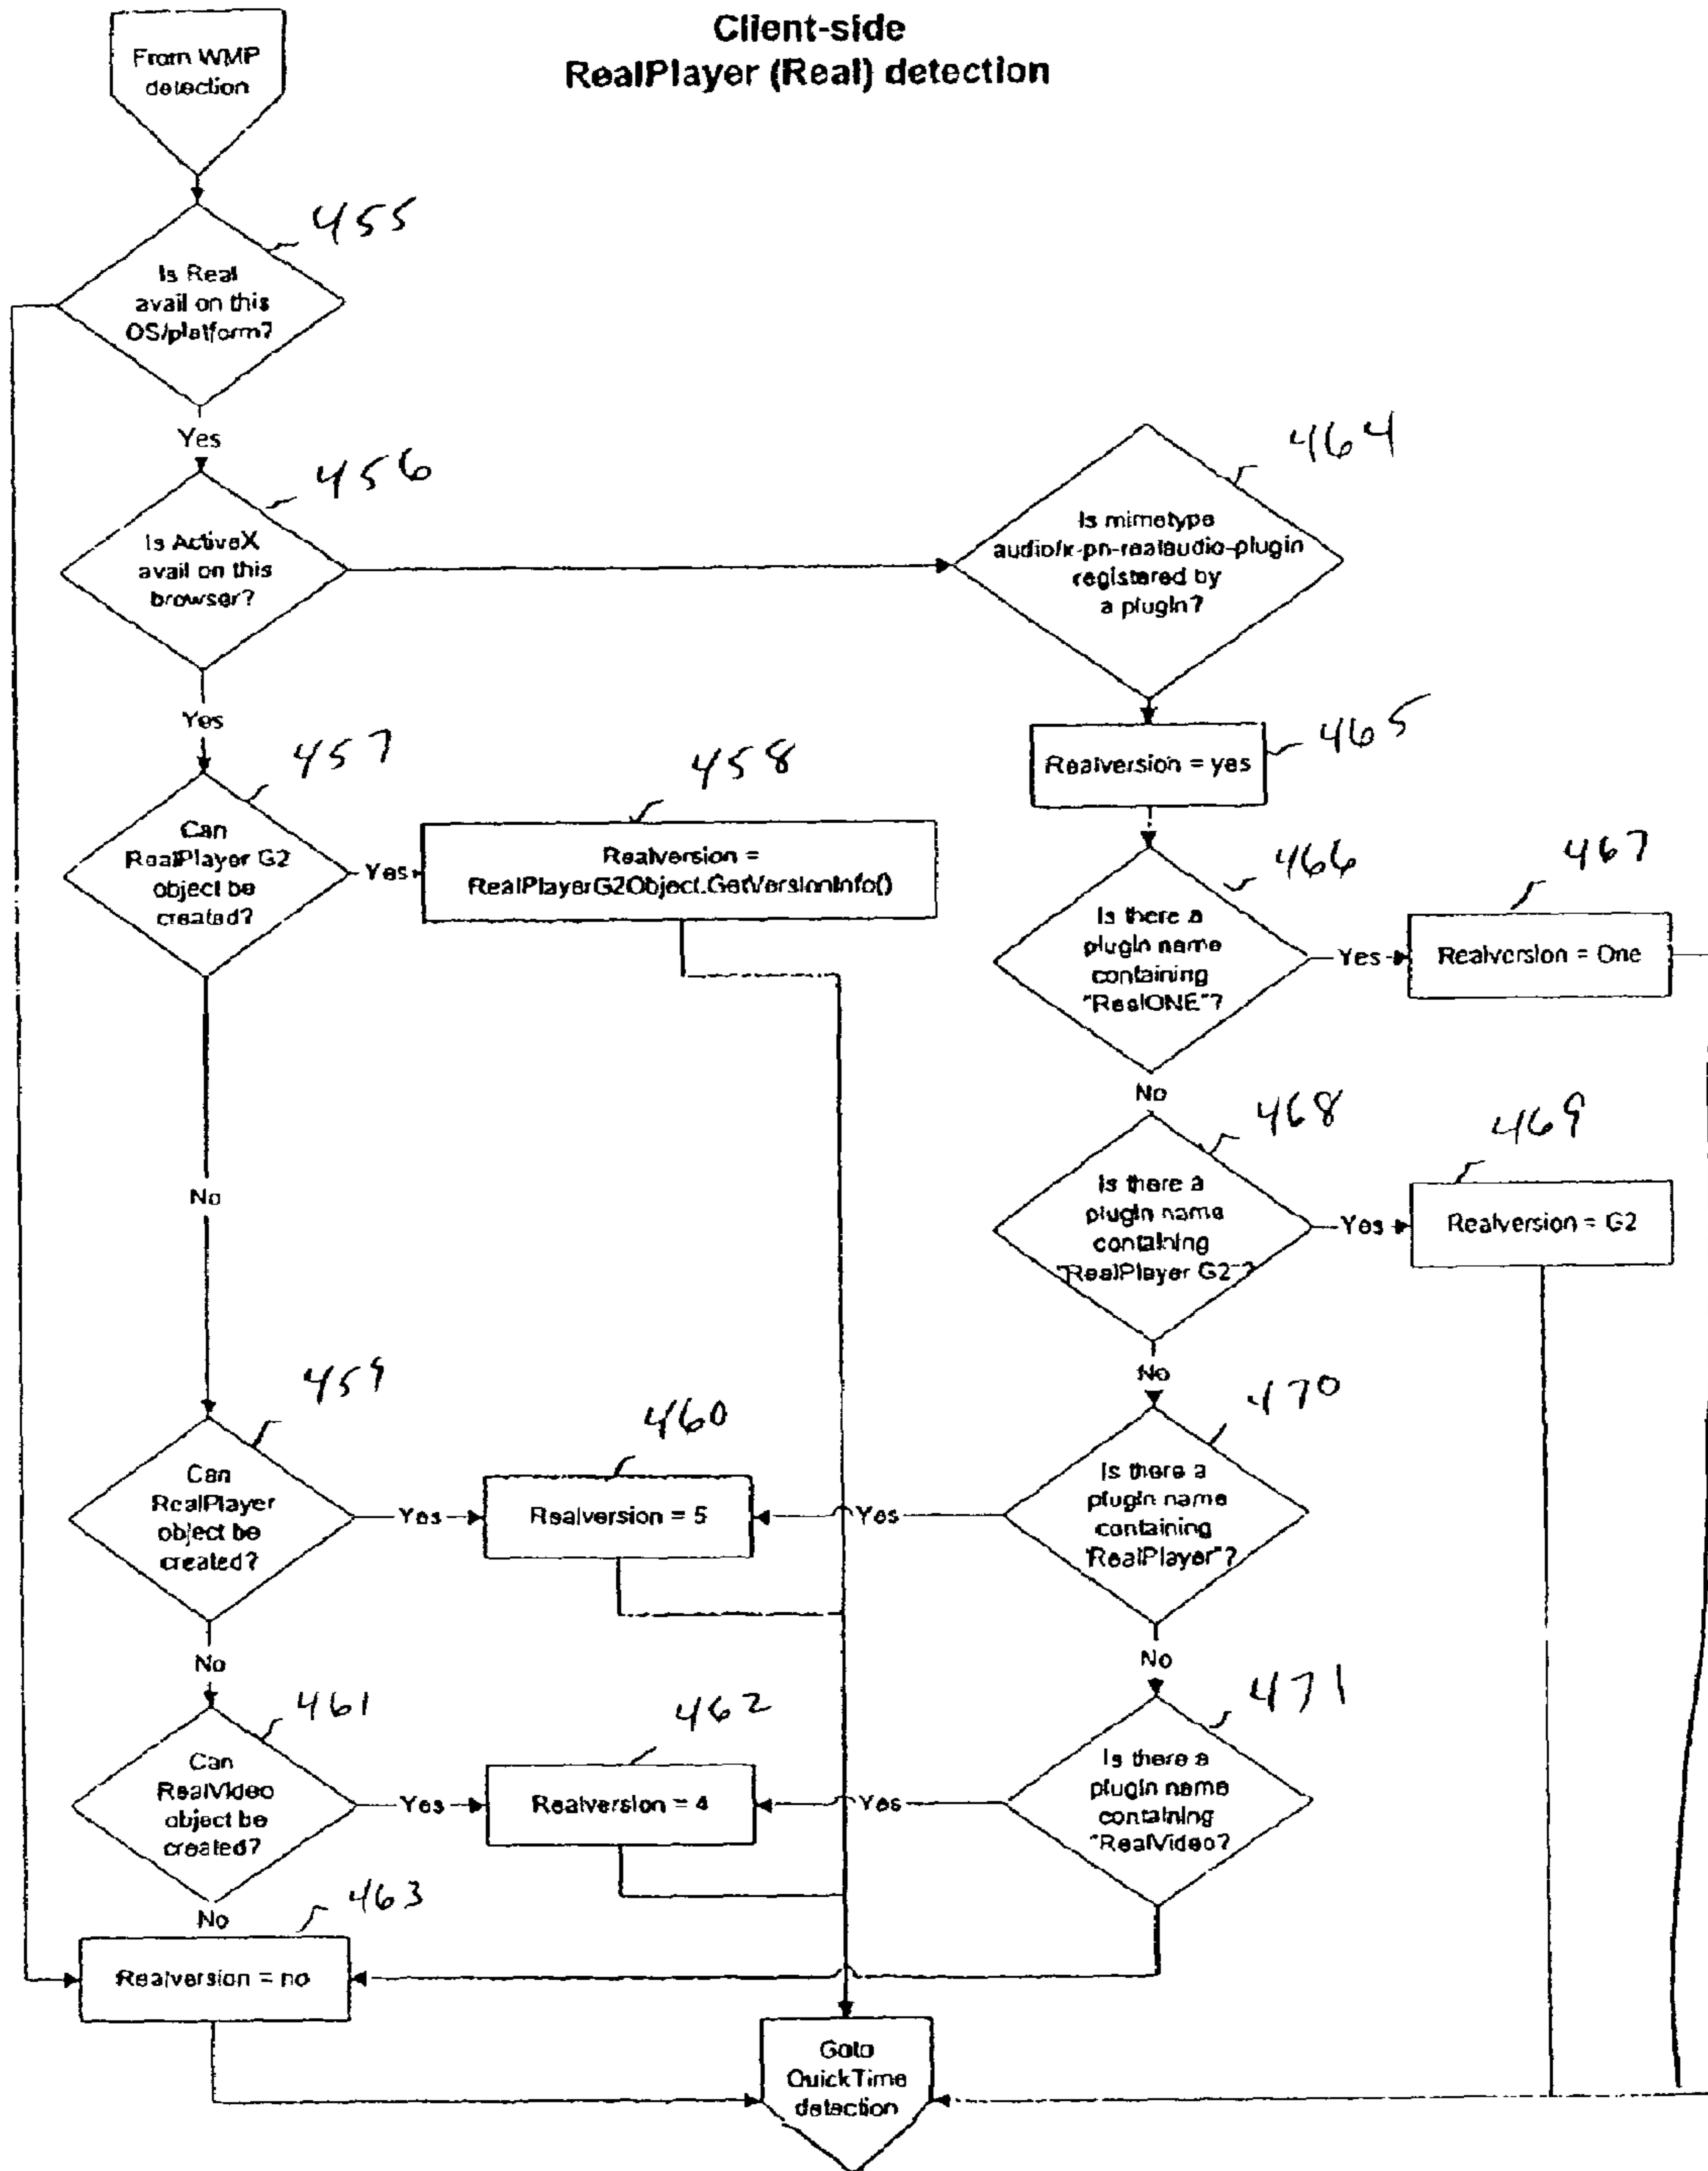 Client-side
RealPlayer (Real) detection
From WMP
detection
455
Is Real
avail on this
OS/platform?
Yes
456
Is ActiveX
avail on this
browser?
464
Is mimetype
audio/x-pn-realaudio-plugin
registered by
a plugIn?
Yes
457
Can
RealPlayer G2
object be
created?
Yes
458
Realversion =
RealPlayerG2Object.GetVersionInfo()
465
Realversion = yes
466
Is there a
plugIn name
containing
"RealONE"?
Yes
467
Realversion = One
No
468
Is there a
plugIn name
containing
"RealPlayer G2"?
Yes
469
Realversion = G2
No
No
459
Can
RealPlayer
object be
created?
Yes
460
Realversion = 5
Yes
470
Is there a
plugIn name
containing
"RealPlayer"?
No
No
461
Can
RealVideo
object be
created?
Yes
462
Realversion = 4
Yes
471
Is there a
plugIn name
containing
"RealVideo?
No
463
Realversion = no
Goto
QuickTime
detection